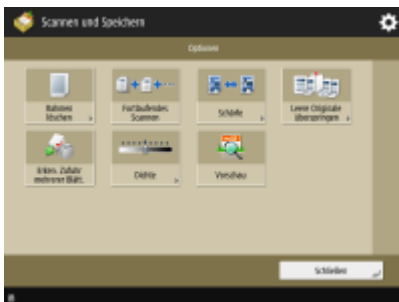 Scannen und Speichern
Optionen
Rahmen
löschen
Fortlaufendes
Scannen
Schärfe
Leere Originale
überspringen
Erken. Zufuhr
mehrerer Blätt.
Dichte
Vorschau
Schließen